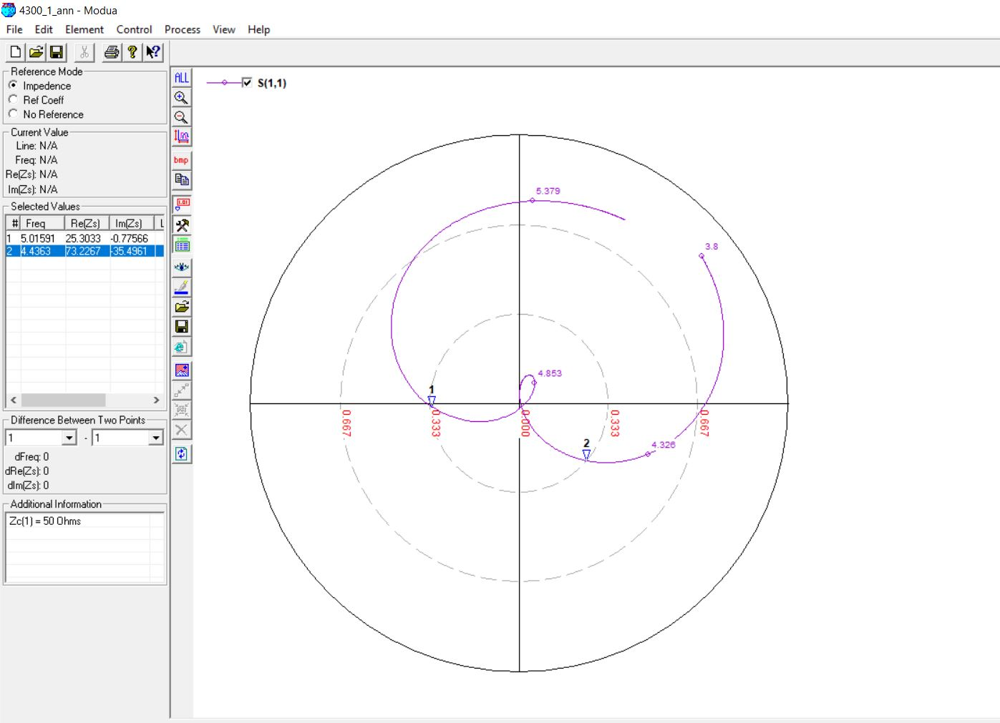 4300_1_ann - Modua
File Edit Element Control Process View Help
Reference Mode
Impedence
Ref Coeff
No Reference
Current Value
Line: N/A
Freq: N/A
Re(Zs): N/A
Im(Zs): N/A
Selected Values
# Freq Re(Zs) Im(Zs) L
1 5.01591 25.3033 -0.77566
2 4.4363 73.2267 -35.4961
Difference Between Two Points
1 - 1
dFreq: 0
dRe(Zs): 0
dIm(Zs): 0
Additional Information
Zc(1) = 50 Ohms
ALL
bmp
1.01
S(1,1)
5.379
3.8
4.853
1
0.667
0.333
0.000
0.333
0.667
2
4.326